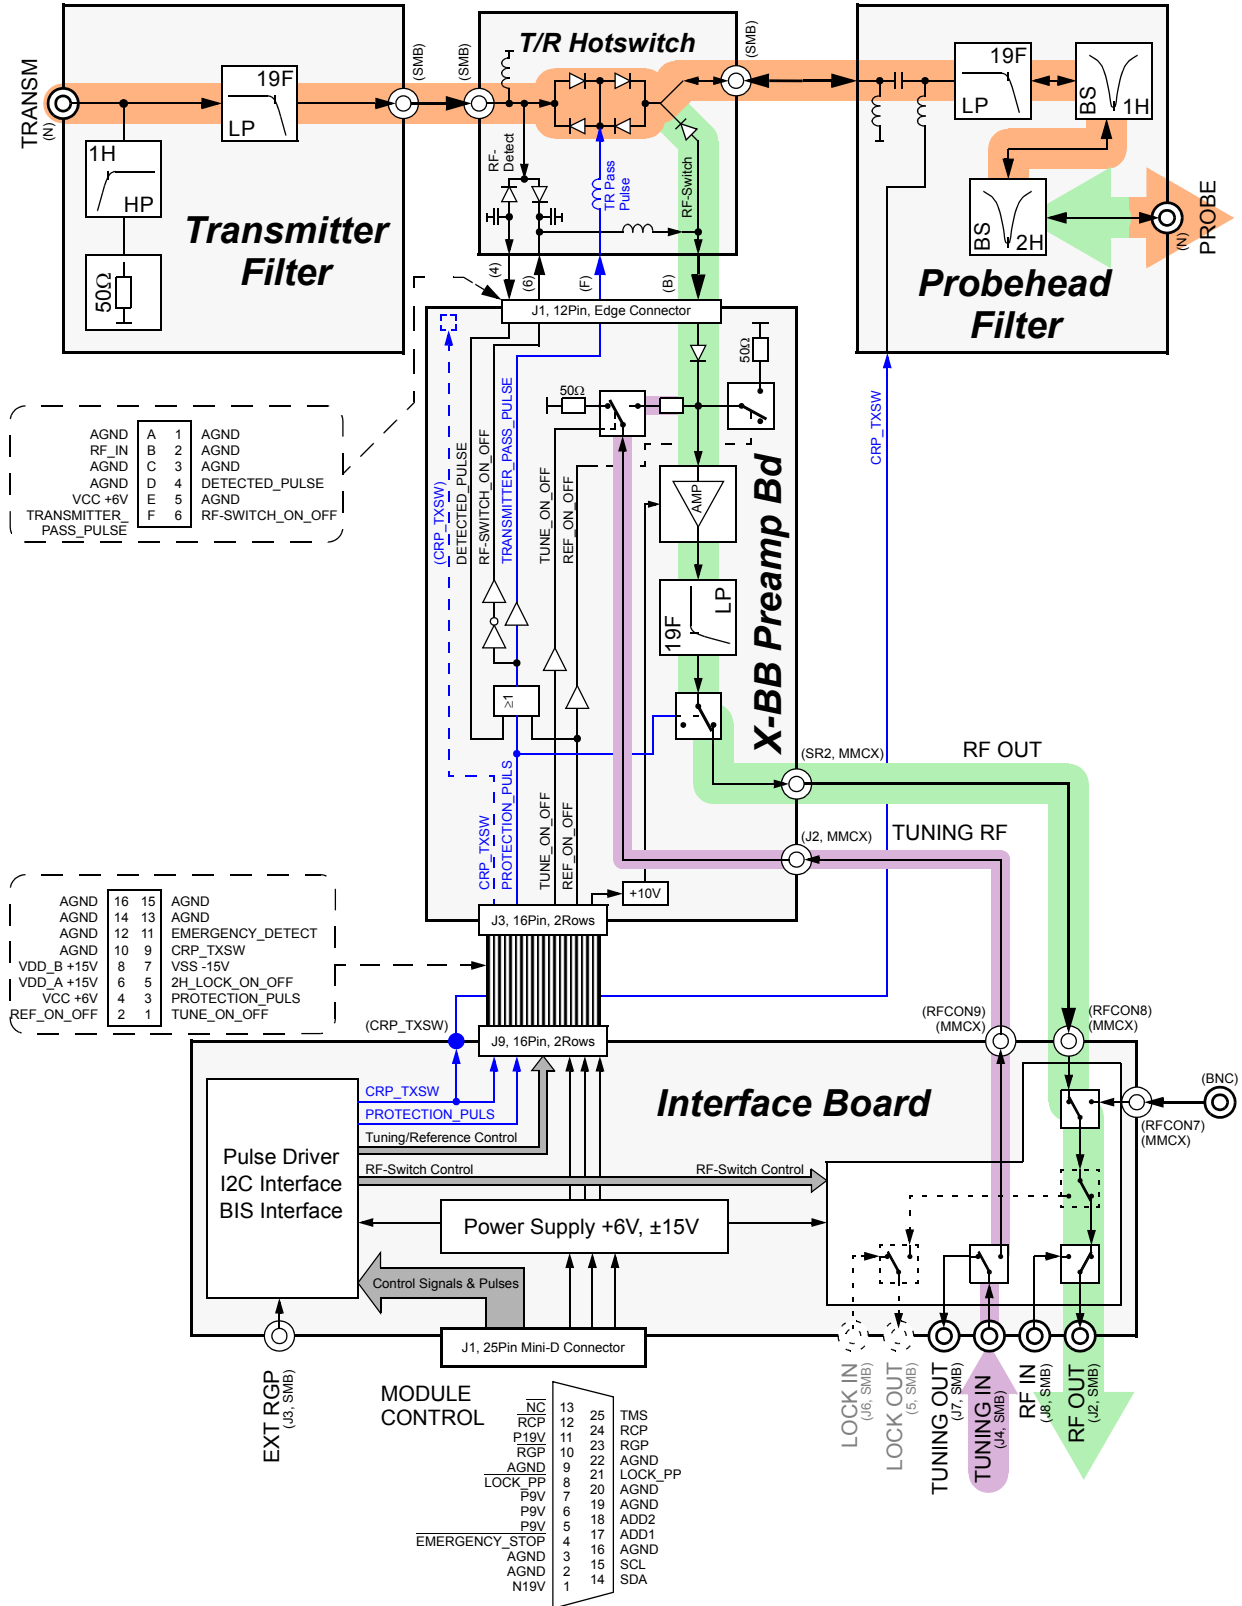 TRANSM
(N)
19F
LP
1H
HP
50Ω
Transmitter
Filter
(SMB)
(SMB)
T/R Hotswitch
RF-
Detect
TR Pass
Pulse
RF-Switch
(SMB)
(4)
(6)
(F)
(B)
19F
LP
BS
1H
BS
2H
PROBE
(N)
Probehead
Filter
J1, 12Pin, Edge Connector
50Ω
50Ω
AGND A 1 AGND
RF_IN B 2 AGND
AGND C 3 AGND
AGND D 4 DETECTED_PULSE
VCC +6V E 5 AGND
TRANSMITTER_ F 6 RF-SWITCH_ON_OFF
PASS_PULSE
(CRP_TXSW)
DETECTED_PULSE
RF-SWITCH_ON_OFF
TRANSMITTER_PASS_PULSE
TUNE_ON_OFF
REF_ON_OFF
AMP
19F
LP
X-BB Preamp Bd
CRP_TXSW
≥1
CRP_TXSW
PROTECTION_PULS
TUNE_ON_OFF
REF_ON_OFF
+10V
(SR2, MMCX)
RF OUT
(J2, MMCX)
TUNING RF
J3, 16Pin, 2Rows
AGND 16 15 AGND
AGND 14 13 AGND
AGND 12 11 EMERGENCY_DETECT
AGND 10 9 CRP_TXSW
VDD_B +15V 8 7 VSS -15V
VDD_A +15V 6 5 2H_LOCK_ON_OFF
VCC +6V 4 3 PROTECTION_PULS
REF_ON_OFF 2 1 TUNE_ON_OFF
(CRP_TXSW)
J9, 16Pin, 2Rows
(RFCON9)
(MMCX)
(RFCON8)
(MMCX)
(BNC)
(RFCON7)
(MMCX)
CRP_TXSW
PROTECTION_PULS
Tuning/Reference Control
RF-Switch Control
RF-Switch Control
Interface Board
Pulse Driver
I2C Interface
BIS Interface
Power Supply +6V, ±15V
Control Signals & Pulses
J1, 25Pin Mini-D Connector
EXT RGP
(J3, SMB)
LOCK IN
(J6, SMB)
LOCK OUT
(5, SMB)
TUNING OUT
(J7, SMB)
TUNING IN
(J4, SMB)
RF IN
(J8, SMB)
RF OUT
(J2, SMB)
MODULE
CONTROL
NC 13
25 TMS
RCP 12
24 RCP
P19V 11
23 RGP
RGP 10
22 AGND
AGND 9
21 LOCK_PP
LOCK_PP 8
20 AGND
P9V 7
19 AGND
P9V 6
18 ADD2
P9V 5
17 ADD1
EMERGENCY_STOP 4
16 AGND
AGND 3
15 SCL
AGND 2
14 SDA
N19V 1